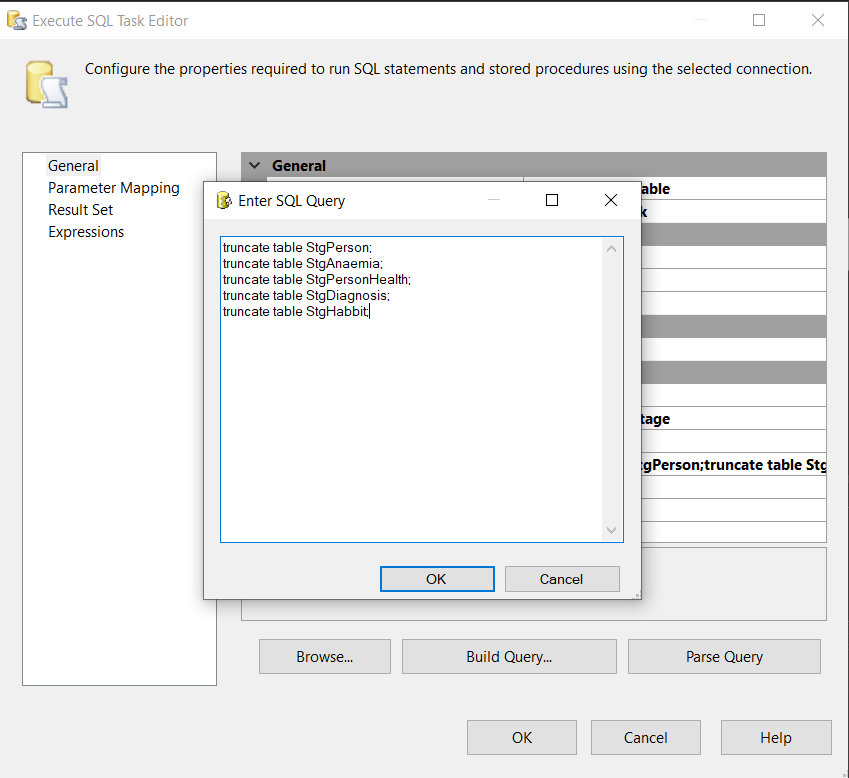 Execute SQL Task Editor
Configure the properties required to run SQL statements and stored procedures using the selected connection.
General
Parameter Mapping
Result Set
Expressions
General
able
k
tage
gPerson;truncate table Stg
Enter SQL Query
truncate table StgPerson;
truncate table StgAnaemia;
truncate table StgPersonHealth;
truncate table StgDiagnosis;
truncate table StgHabbit;
OK
Cancel
Browse...
Build Query...
Parse Query
OK
Cancel
Help